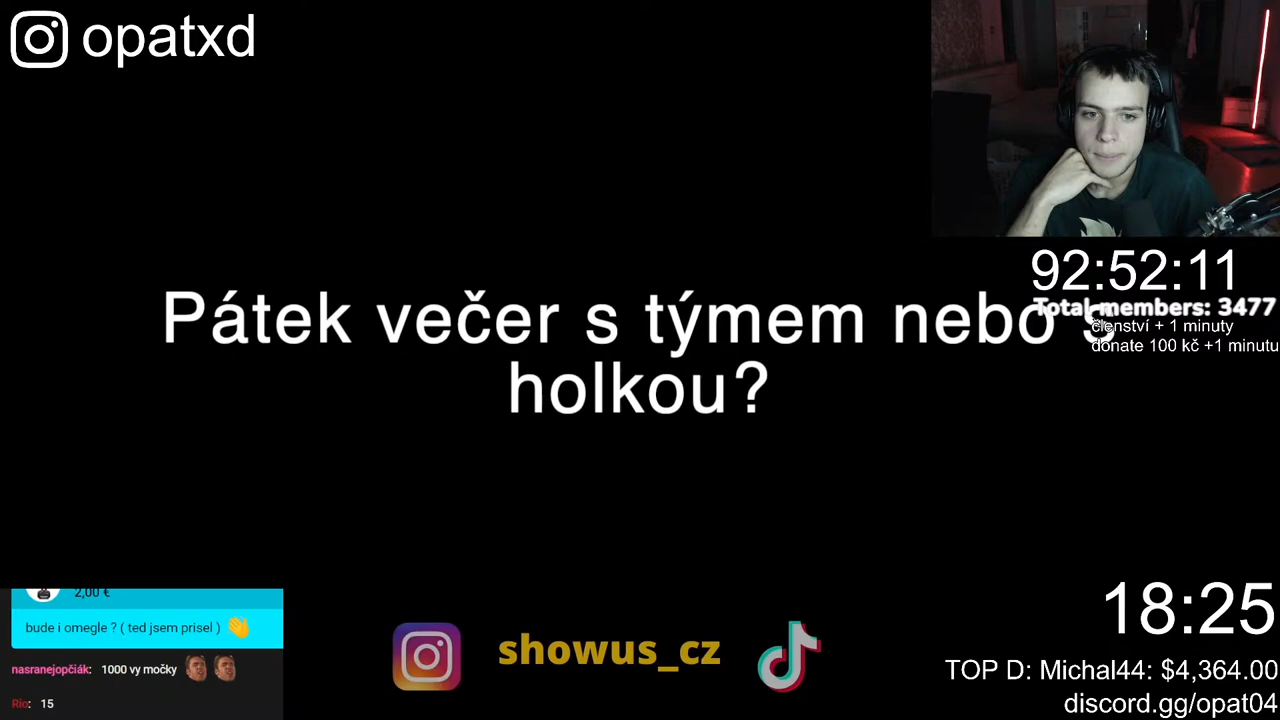 opatxd
92:52:11
Total members: 3477
členství + 1 minuty
donate 100 kč +1 minutu
Pátek večer s týmem nebo s
holkou?
2,00 €
bude i omegle ? ( ted jsem prisel ) 👏
nasranejopčiák: 1000 vy močky
Rio: 15
showus_cz
18:25
TOP D: Michal44: $4,364.00
discord.gg/opat04